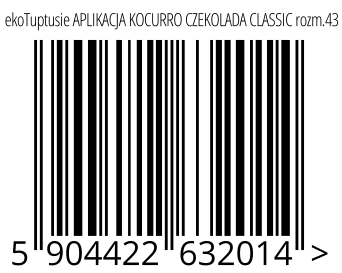 ekoTuptusie APLIKACJA KOCURRO CZEKOLADA CLASSIC rozm.43
5 904422 632014 >